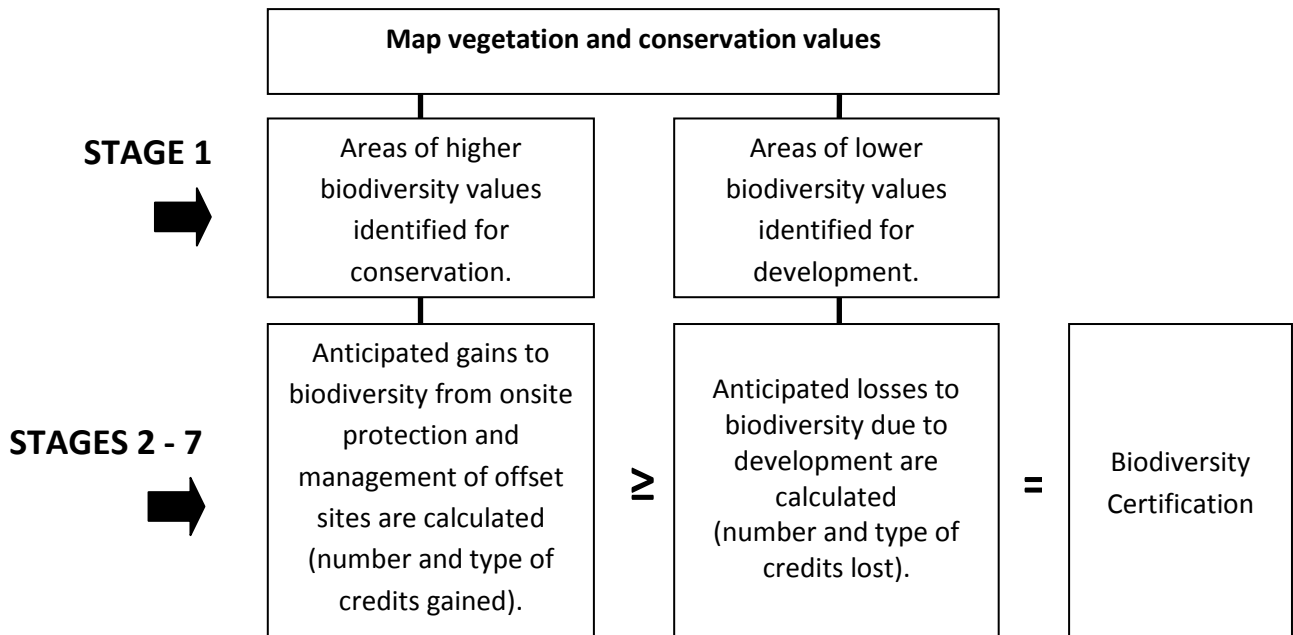 Map vegetation and conservation values
STAGE 1
Areas of higher
biodiversity values
identified for
conservation.
Areas of lower
biodiversity values
identified for
development.
STAGES 2 - 7
Anticipated gains to
biodiversity from onsite
protection and
management of offset
sites are calculated
(number and type of
credits gained).
≥
Anticipated losses to
biodiversity due to
development are
calculated
(number and type of
credits lost).
=
Biodiversity
Certification